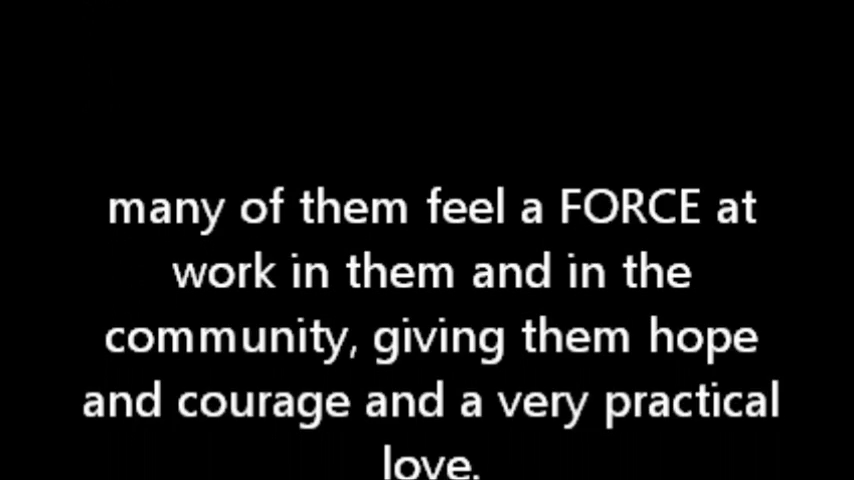 many of them feel a FORCE at
work in them and in the
community, giving them hope
and courage and a very practical
love.